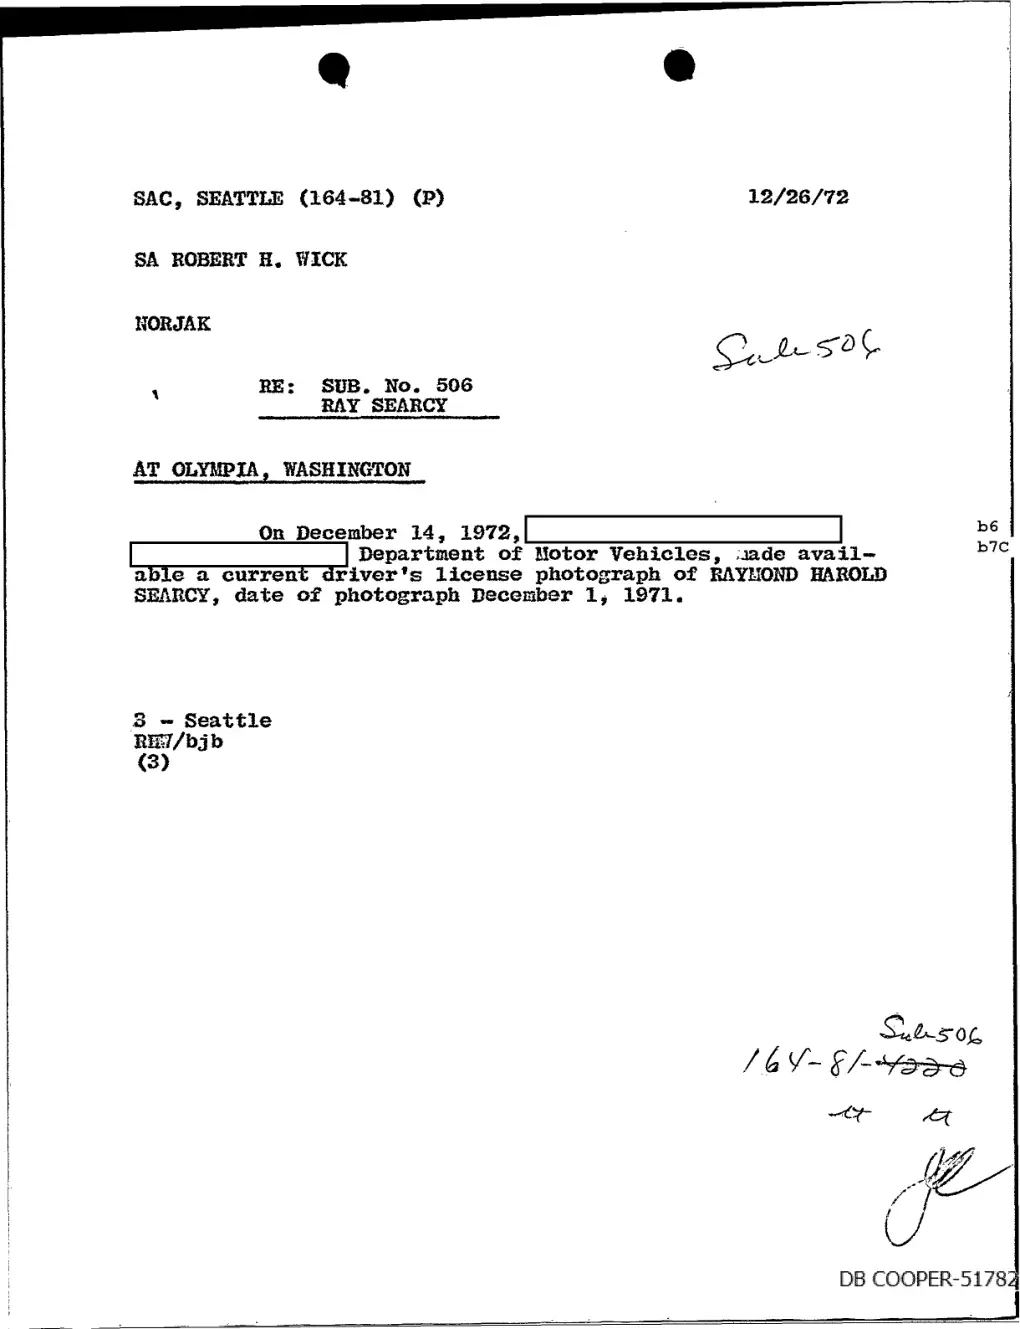 SAC, SEATTLE (164-81) (P) 12/26/72
SA ROBERT H. WICK
NORJAK
Sub 506
RE: SUB. No. 506
RAY SEARCY
AT OLYMPIA, WASHINGTON
On December 14, 1972,
b6
b7C
Department of Motor Vehicles, made avail-
able a current driver's license photograph of RAYMOND HAROLD
SEARCY, date of photograph December 1, 1971.
3 - Seattle
RHW/bjb
(3)
Sub 506
164-81-4220
DB COOPER-51782